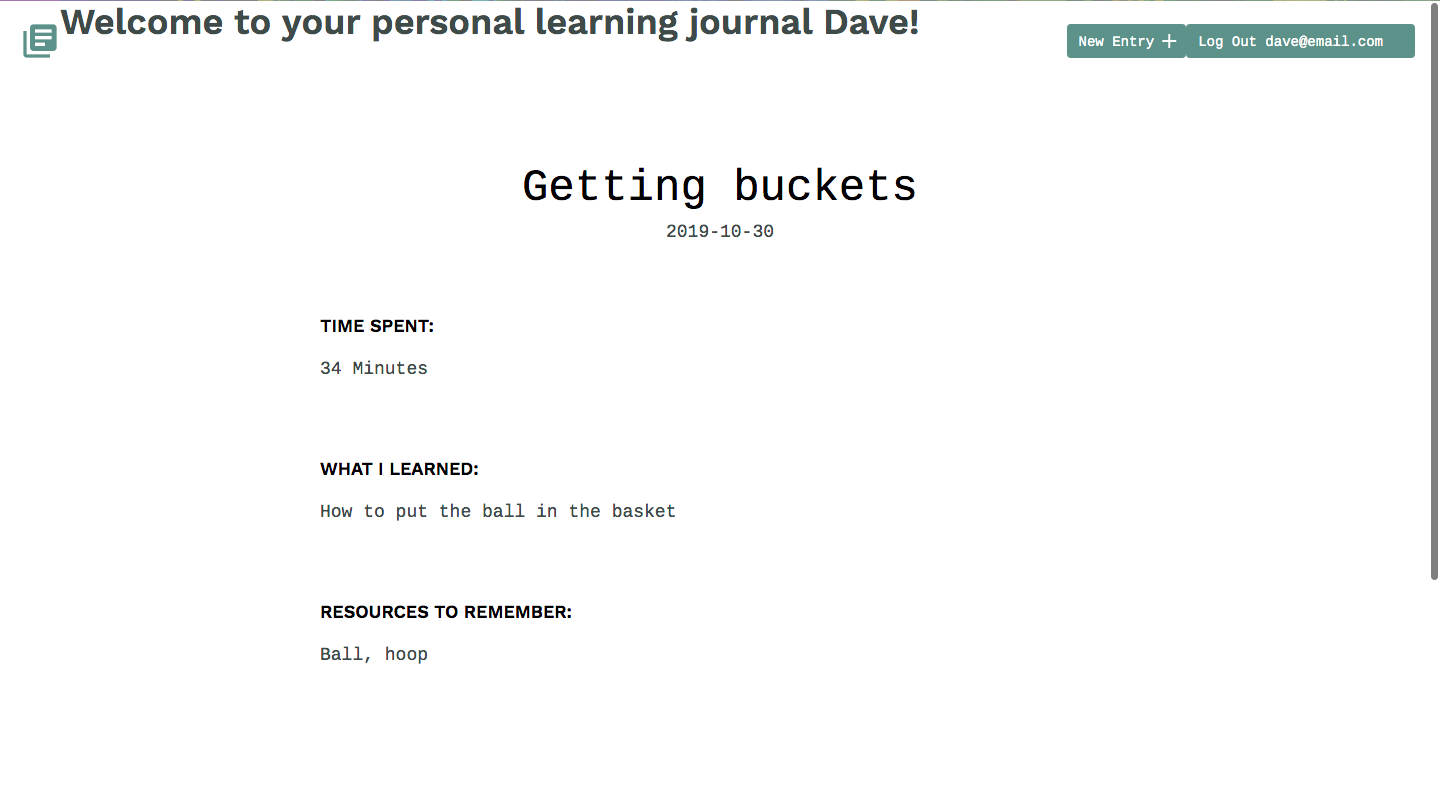 Welcome to your personal learning journal Dave!
New Entry +
Log Out dave@email.com
Getting buckets
2019-10-30
TIME SPENT:
34 Minutes
WHAT I LEARNED:
How to put the ball in the basket
RESOURCES TO REMEMBER:
Ball, hoop